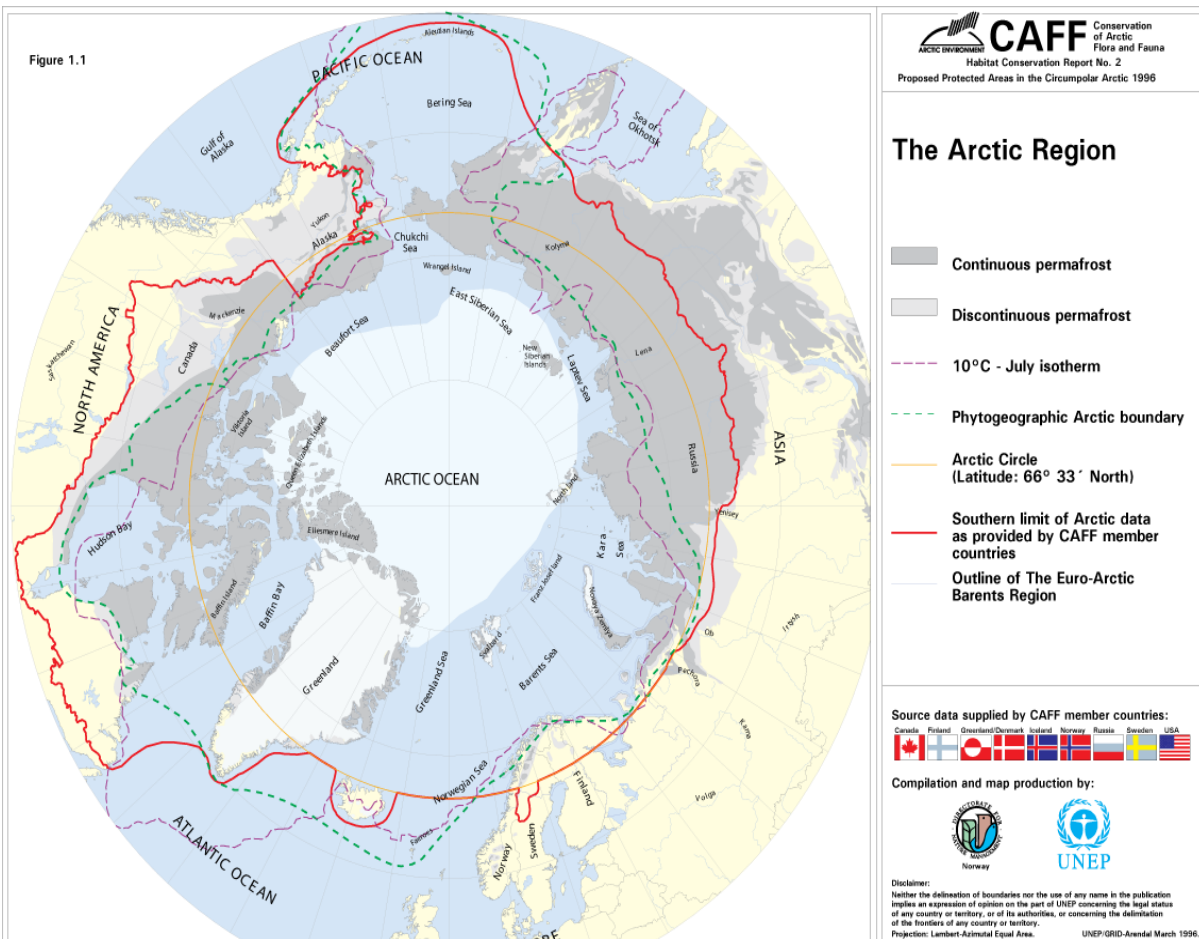 Figure 1.1
Aleutian Islands
PACIFIC OCEAN
Bering Sea
Sea of
Okhotsk
Gulf of
Alaska
Yukon
Alaska
Chukchi
Sea
Kolyma
Wrangel Island
East Siberian Sea
Beaufort Sea
Mackenzie
NORTH AMERICA
Saskatchewan
Canada
New
Siberian
Islands
Laptev Sea
Lena
Victoria
Island
Queen Elizabeth Islands
ARCTIC OCEAN
Russia
ASIA
North land
Yenisey
Hudson Bay
Ellesmere Island
Kara
Sea
Franz Josef land
Baffin Island
Baffin Bay
Novaya Zemlya
Irtysh
Ob
Svalbard
Greenland
Greenland Sea
Barents Sea
Pechora
Kama
Norwegian Sea
Finland
Volga
Faeroes
ATLANTIC OCEAN
Norway
Sweden
ARCTIC ENVIRONMENT
CAFF
Conservation
of Arctic
Flora and Fauna
Habitat Conservation Report No. 2
Proposed Protected Areas in the Circumpolar Arctic 1996
The Arctic Region
Continuous permafrost
Discontinuous permafrost
10ºC - July isotherm
Phytogeographic Arctic boundary
Arctic Circle
(Latitude: 66º 33´ North)
Southern limit of Arctic data
as provided by CAFF member
countries
Outline of The Euro-Arctic
Barents Region
Source data supplied by CAFF member countries:
Canada Finland Greenland/Denmark Iceland Norway Russia Sweden USA
Compilation and map production by:
DIRECTORATE FOR
NATURE MANAGEMENT
Norway
UNEP
Disclaimer:
Neither the delineation of boundaries nor the use of any name in the publication
implies an expression of opinion on the part of UNEP concerning the legal status
of any country or territory, or of its authorities, or concerning the delimitation
of the frontiers of any country or territory.
Projection: Lambert-Azimutal Equal Area. UNEP/GRID-Arendal March 1996.